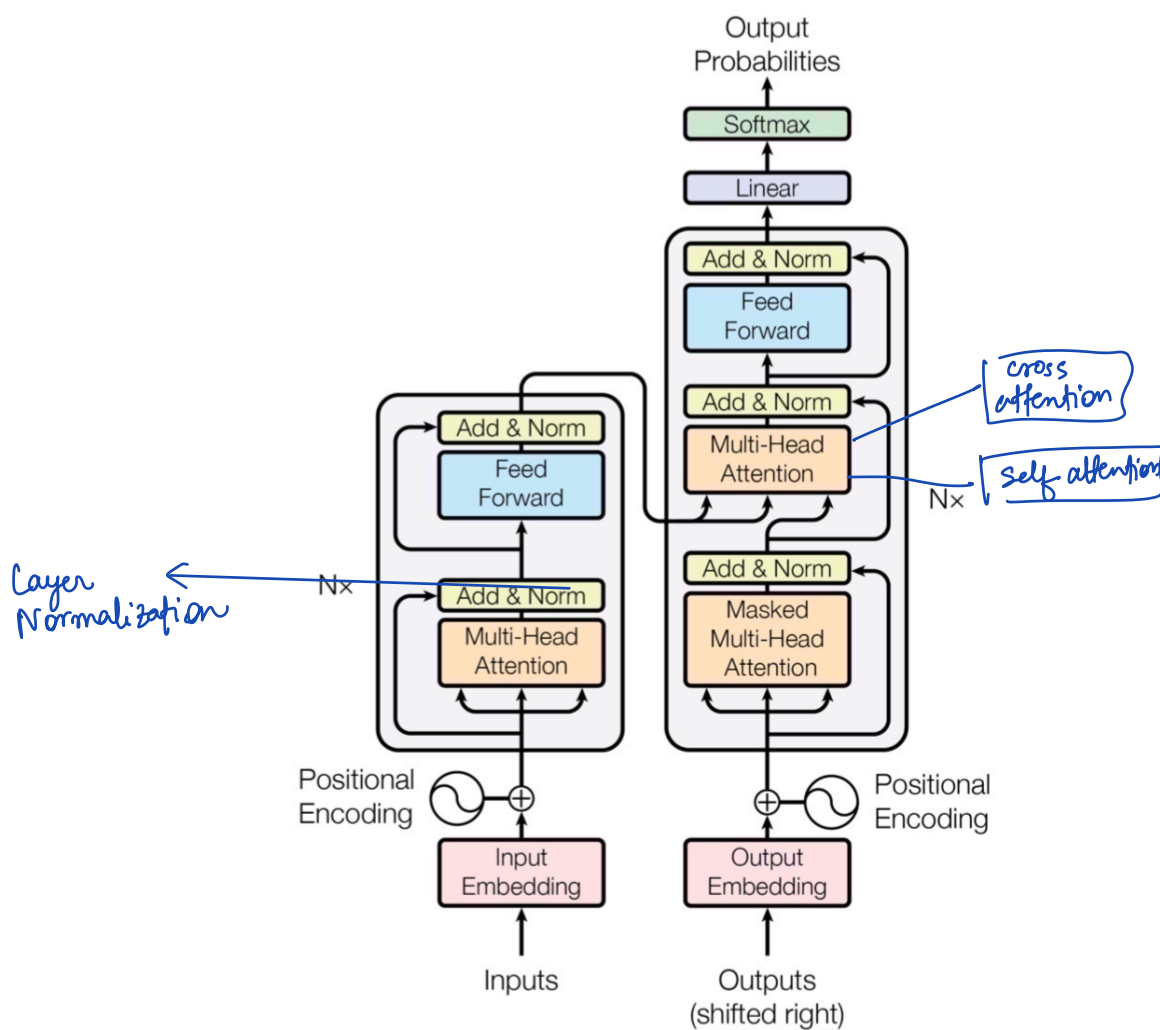 Output
Probabilities
Softmax
Linear
Add & Norm
Feed
Forward
Add & Norm
Multi-Head
Attention
cross
attention
self attention
Nx
Add & Norm
Masked
Multi-Head
Attention
Add & Norm
Feed
Forward
Layer
Normalization
Nx
Add & Norm
Multi-Head
Attention
Positional
Encoding
Positional
Encoding
Input
Embedding
Output
Embedding
Inputs
Outputs
(shifted right)